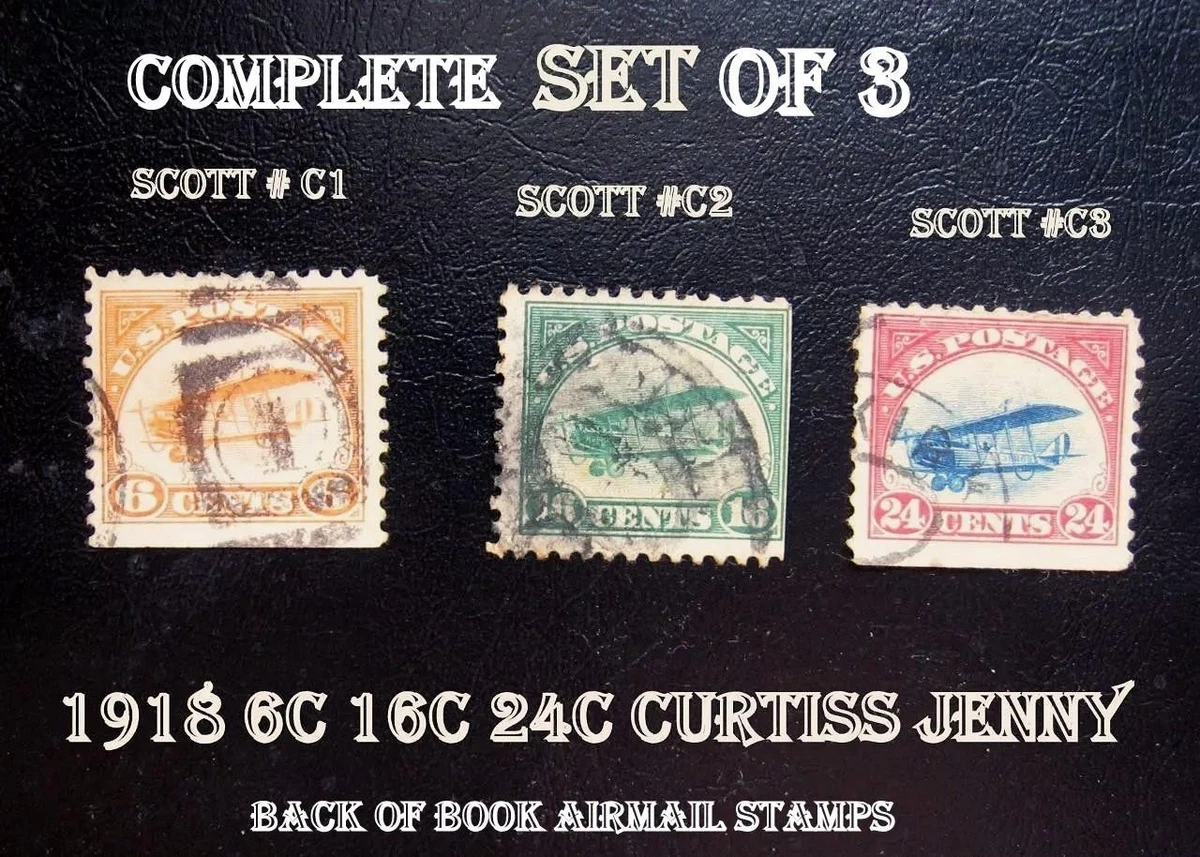 COMPLETE SET OF 3
SCOTT # C1
SCOTT #C2
SCOTT #C3
U.S. POSTAGE
6 CENTS 6
U.S. POSTAGE
16 CENTS 16
U.S. POSTAGE
24 CENTS 24
1918 6C 16C 24C CURTISS JENNY
BACK OF BOOK AIRMAIL STAMPS